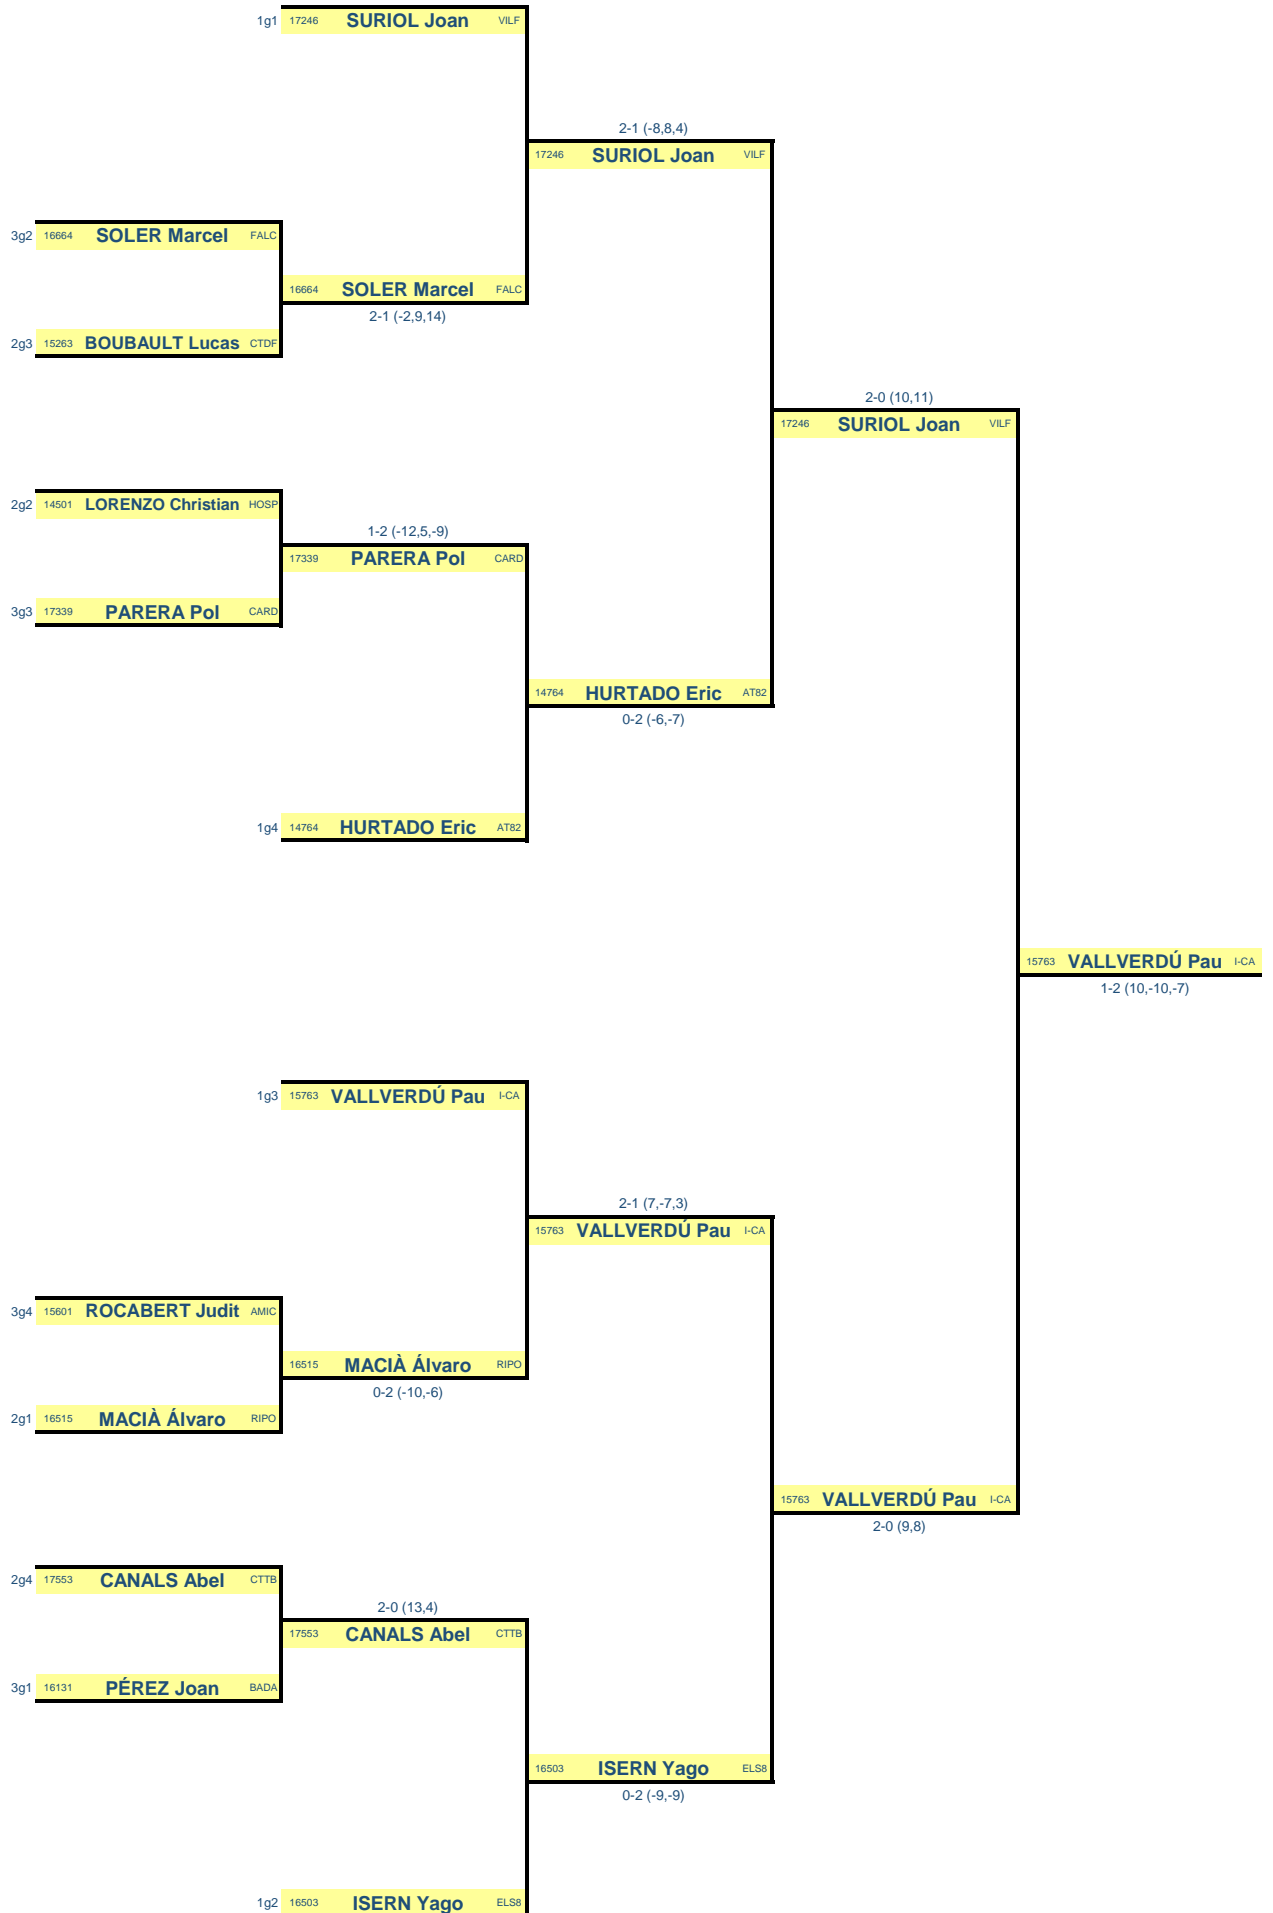 1g1 17246 SURIOL Joan VILF
2-1 (-8,8,4)
17246 SURIOL Joan VILF
3g2 16664 SOLER Marcel FALC
16664 SOLER Marcel FALC
2-1 (-2,9,14)
2g3 15263 BOUBAULT Lucas CTDF
2-0 (10,11)
17246 SURIOL Joan VILF
2g2 14501 LORENZO Christian HOSP
1-2 (-12,5,-9)
17339 PARERA Pol CARD
3g3 17339 PARERA Pol CARD
14764 HURTADO Eric AT82
0-2 (-6,-7)
1g4 14764 HURTADO Eric AT82
15763 VALLVERDÚ Pau I-CA
1-2 (10,-10,-7)
1g3 15763 VALLVERDÚ Pau I-CA
2-1 (7,-7,3)
15763 VALLVERDÚ Pau I-CA
3g4 15601 ROCABERT Judit AMIC
16515 MACIÀ Álvaro RIPO
0-2 (-10,-6)
2g1 16515 MACIÀ Álvaro RIPO
15763 VALLVERDÚ Pau I-CA
2-0 (9,8)
2g4 17553 CANALS Abel CTTB
2-0 (13,4)
17553 CANALS Abel CTTB
3g1 16131 PÉREZ Joan BADA
16503 ISERN Yago ELS8
0-2 (-9,-9)
1g2 16503 ISERN Yago ELS8